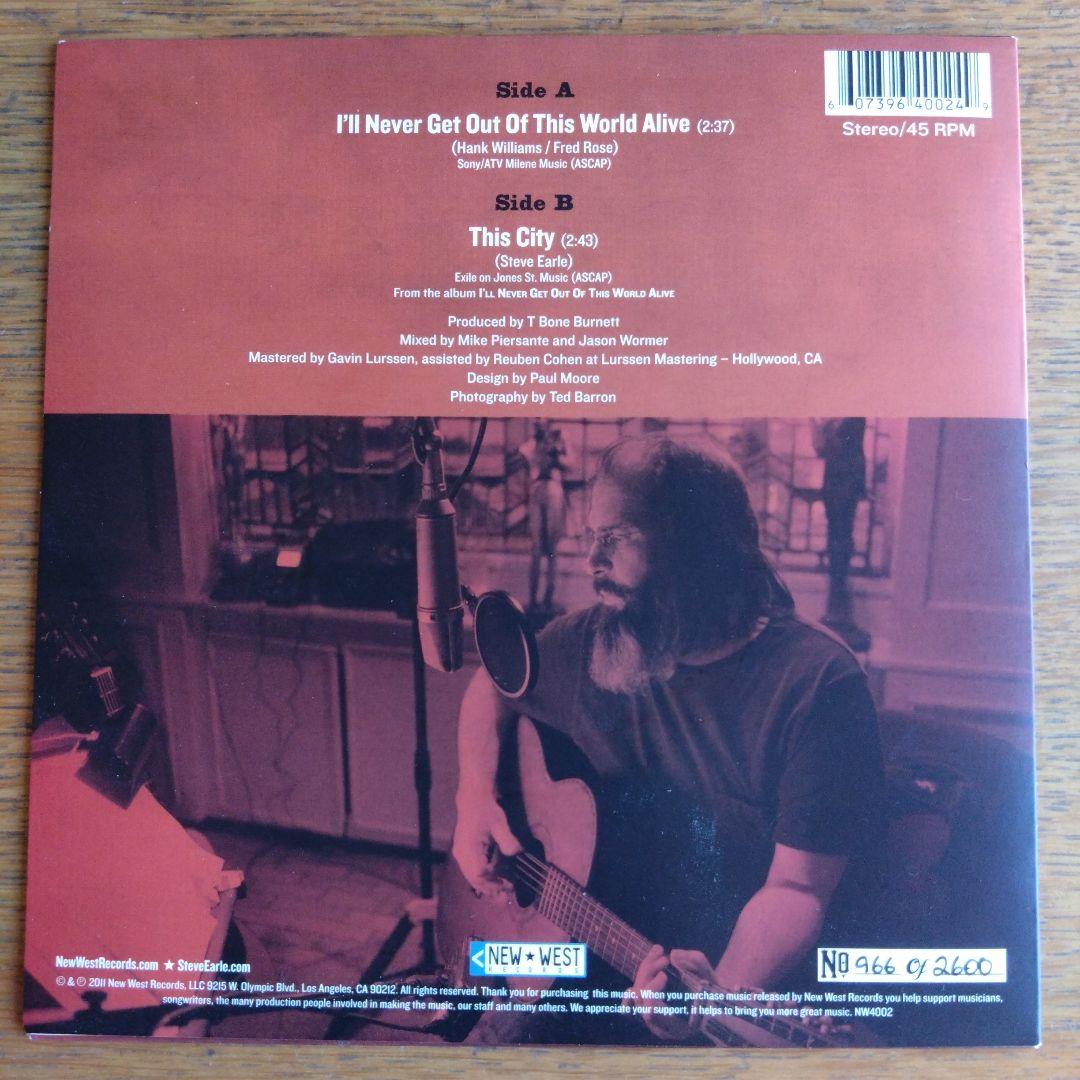 Side A
I'll Never Get Out Of This World Alive (2:37)
(Hank Williams / Fred Rose)
Sony/ATV Milene Music (ASCAP)
6 07396 40024 9
Stereo/45 RPM
Side B
This City (2:43)
(Steve Earle)
Exile on Jones St. Music (ASCAP)
From the album I'LL NEVER GET OUT OF THIS WORLD ALIVE
Produced by T Bone Burnett
Mixed by Mike Piersante and Jason Wormer
Mastered by Gavin Lurssen, assisted by Reuben Cohen at Lurssen Mastering – Hollywood, CA
Design by Paul Moore
Photography by Ted Barron
NewWestRecords.com ★ SteveEarle.com
NEW★WEST
RECORDS
Nº 966 Of 2600
© & ℗ 2011 New West Records, LLC 9215 W. Olympic Blvd., Los Angeles, CA 90212. All rights reserved. Thank you for purchasing this music. When you purchase music released by New West Records you help support musicians,
songwriters, the many production people involved in making the music, our staff and many others. We appreciate your support, it helps to bring you more great music. NW4002